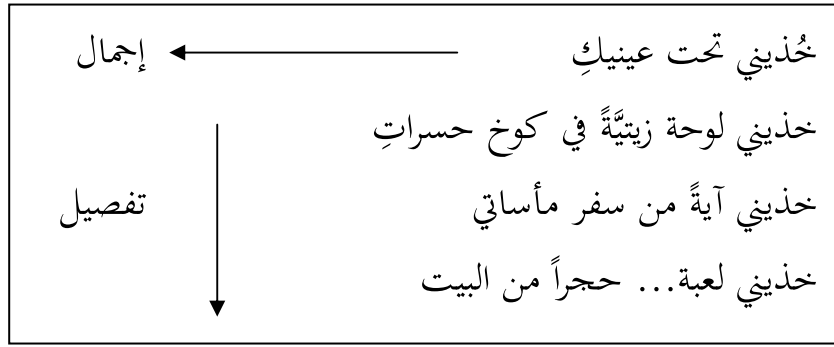 خُذيني تحت عينيكِ إجمال
خذيني لوحة زيتيَّةً في كوخ حسراتِ
خذيني آيةً من سفر مأساتي تفصيل
خذيني لعبة... حجراً من البيت